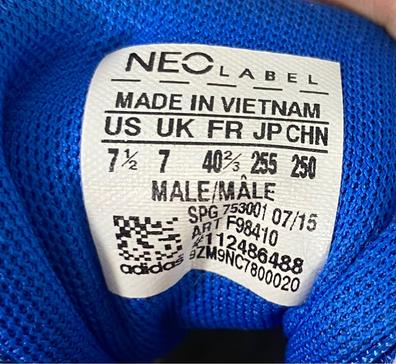 NEO LABEL
MADE IN VIETNAM
US UK FR JP CHN
7½ 7 40⅔ 255 250
MALE/MÂLE
SPG 753001 07/15
ART F98410
112486488
9ZM9NC7800020
adidas